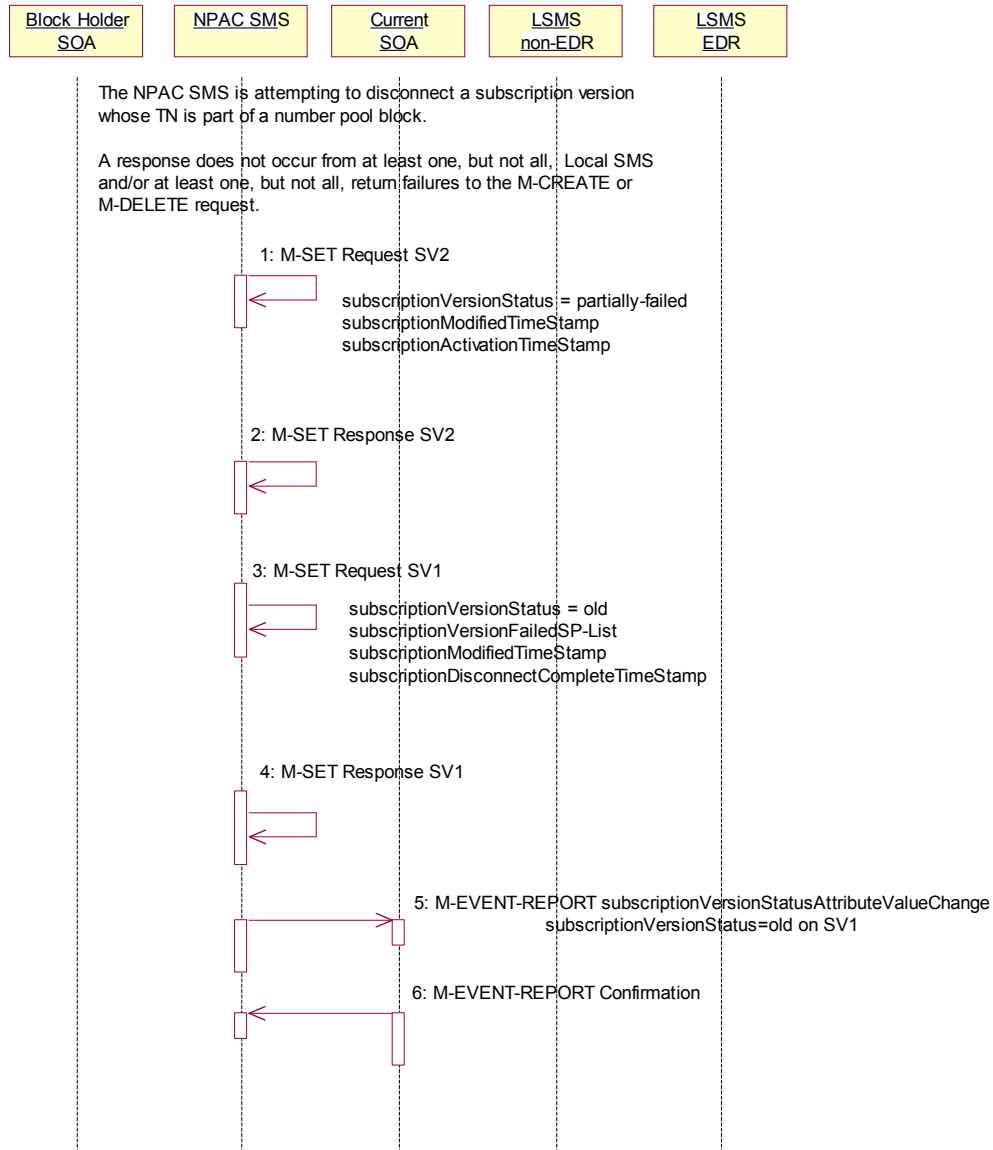 Block Holder
SOA
NPAC SMS
Current
SOA
LSMS
non-EDR
LSMS
EDR
The NPAC SMS is attempting to disconnect a subscription version
whose TN is part of a number pool block.
A response does not occur from at least one, but not all,  Local SMS
and/or at least one, but not all, return failures to the M-CREATE or
M-DELETE request.
1: M-SET Request SV2
subscriptionVersionStatus = partially-failed
subscriptionModifiedTimeStamp
subscriptionActivationTimeStamp
2: M-SET Response SV2
3: M-SET Request SV1
subscriptionVersionStatus = old
subscriptionVersionFailedSP-List
subscriptionModifiedTimeStamp
subscriptionDisconnectCompleteTimeStamp
4: M-SET Response SV1
5: M-EVENT-REPORT subscriptionVersionStatusAttributeValueChange
subscriptionVersionStatus=old on SV1
6: M-EVENT-REPORT Confirmation